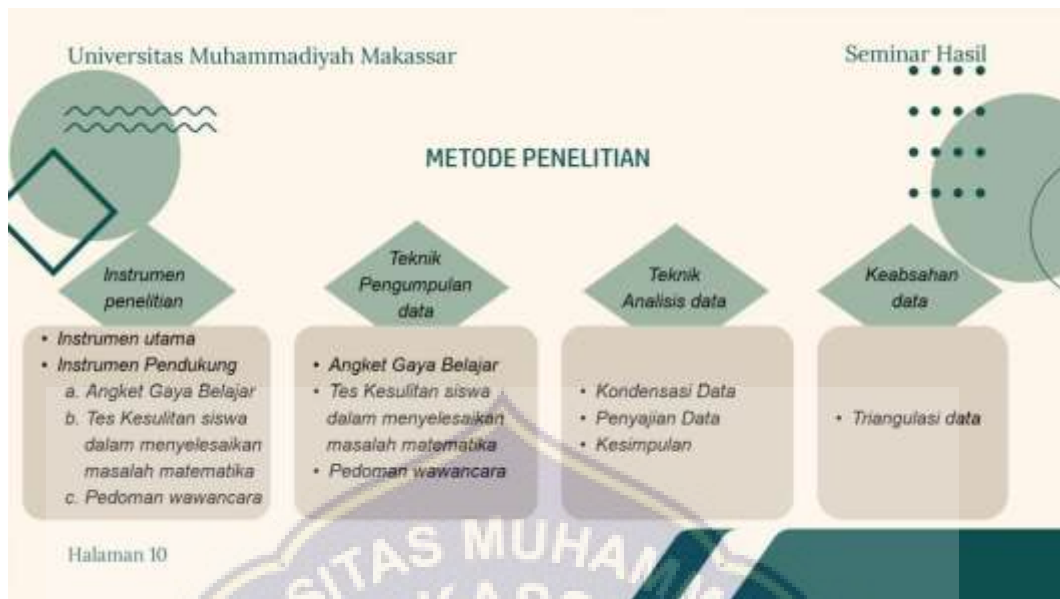 Universitas Muhammadiyah Makassar
Seminar Hasil
METODE PENELITIAN
Instrumen
penelitian
• Instrumen utama
• Instrumen Pendukung
a. Angket Gaya Belajar
b. Tes Kesulitan siswa
dalam menyelesaikan
masalah matematika
c. Pedoman wawancara
Teknik
Pengumpulan
data
• Angket Gaya Belajar
• Tes Kesulitan siswa
dalam menyelesaikan
masalah matematika
• Pedoman wawancara
Teknik
Analisis data
• Kondensasi Data
• Penyajian Data
• Kesimpulan
Keabsahan
data
• Triangulasi data
Halaman 10
SITAS MUHAM